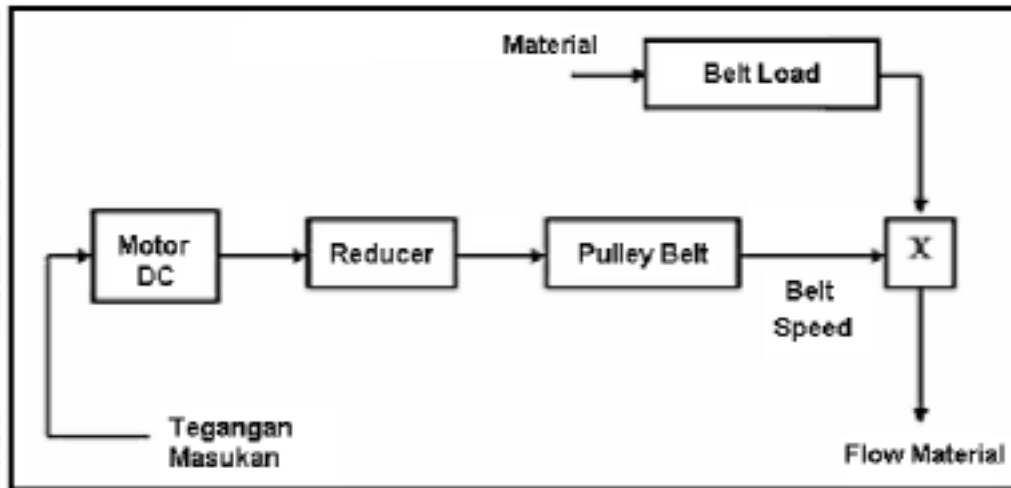 Material
Belt Load
Motor
DC
Reducer
Pulley Belt
X
Belt
Speed
Tegangan
Masukan
Flow Material